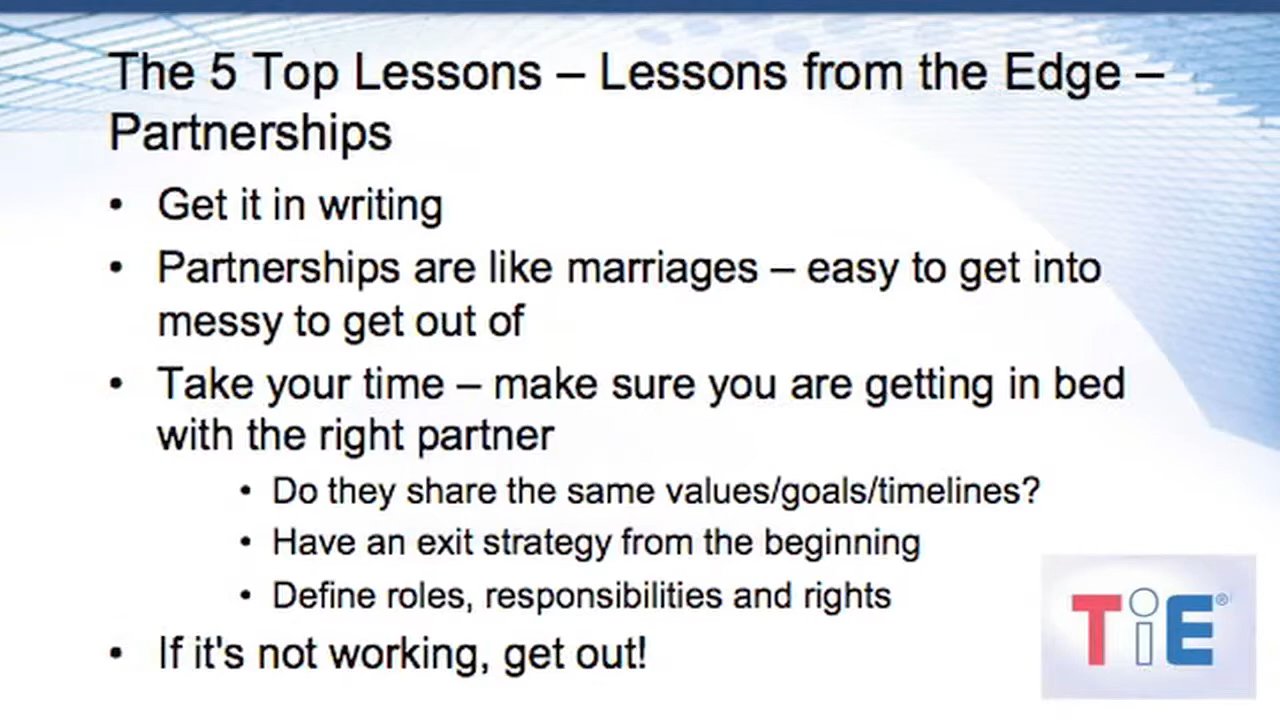 The 5 Top Lessons – Lessons from the Edge –
Partnerships
• Get it in writing
• Partnerships are like marriages – easy to get into
messy to get out of
• Take your time – make sure you are getting in bed
with the right partner
• Do they share the same values/goals/timelines?
• Have an exit strategy from the beginning
• Define roles, responsibilities and rights
• If it's not working, get out!
TiE®